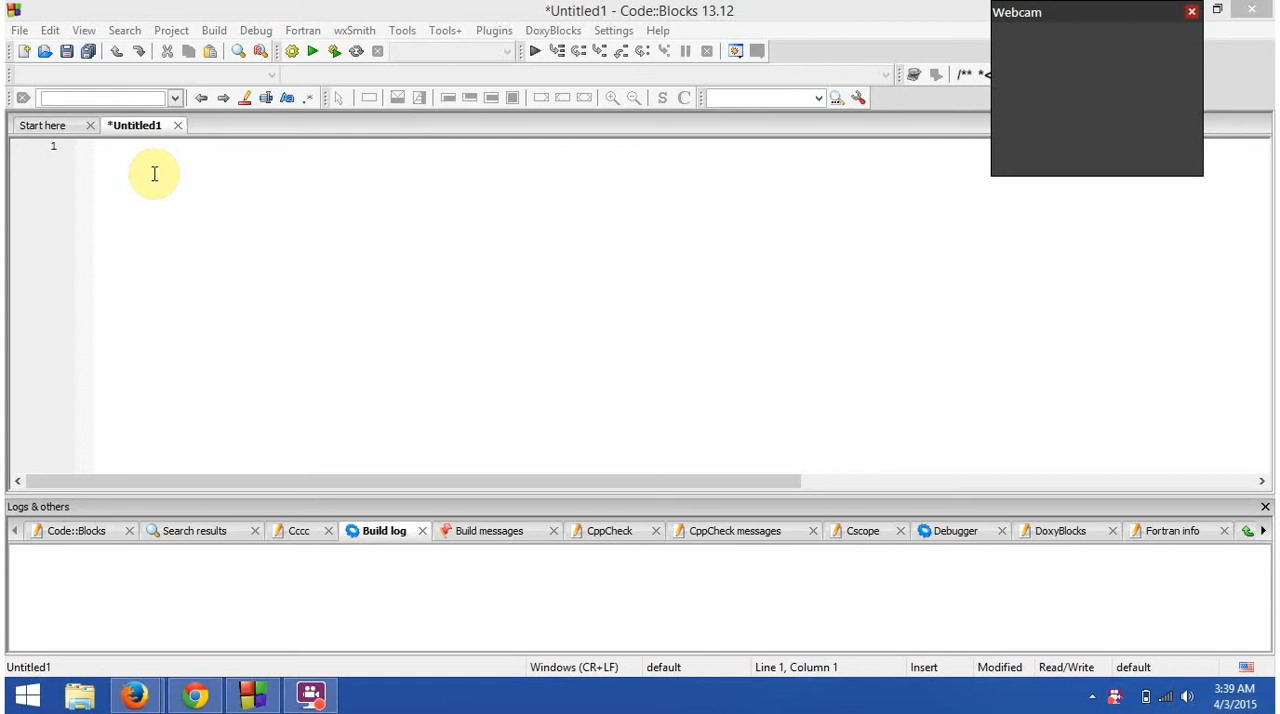 *Untitled1 - Code::Blocks 13.12
Webcam
File Edit View Search Project Build Debug Fortran wxSmith Tools Tools+ Plugins DoxyBlocks Settings Help
/** *<
.*
S C
Start here *Untitled1
1
Logs & others
Code::Blocks Search results Cccc Build log Build messages CppCheck CppCheck messages Cscope Debugger DoxyBlocks Fortran info
Untitled1 Windows (CR+LF) default Line 1, Column 1 Insert Modified Read/Write default
3:39 AM
4/3/2015